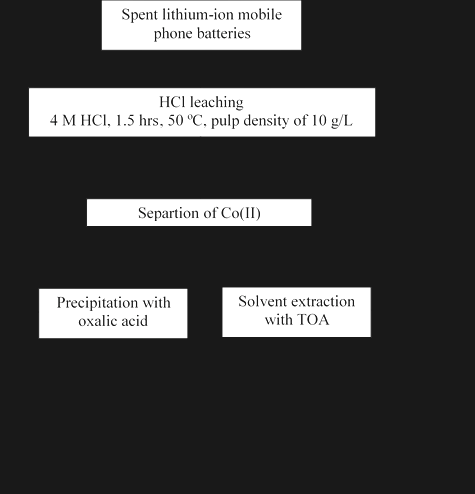 Spent lithium-ion mobile
phone batteries
HCl leaching
4 M HCl, 1.5 hrs, 50 °C, pulp density of 10 g/L
Separtion of Co(II)
Precipitation with
oxalic acid
Solvent extraction
with TOA